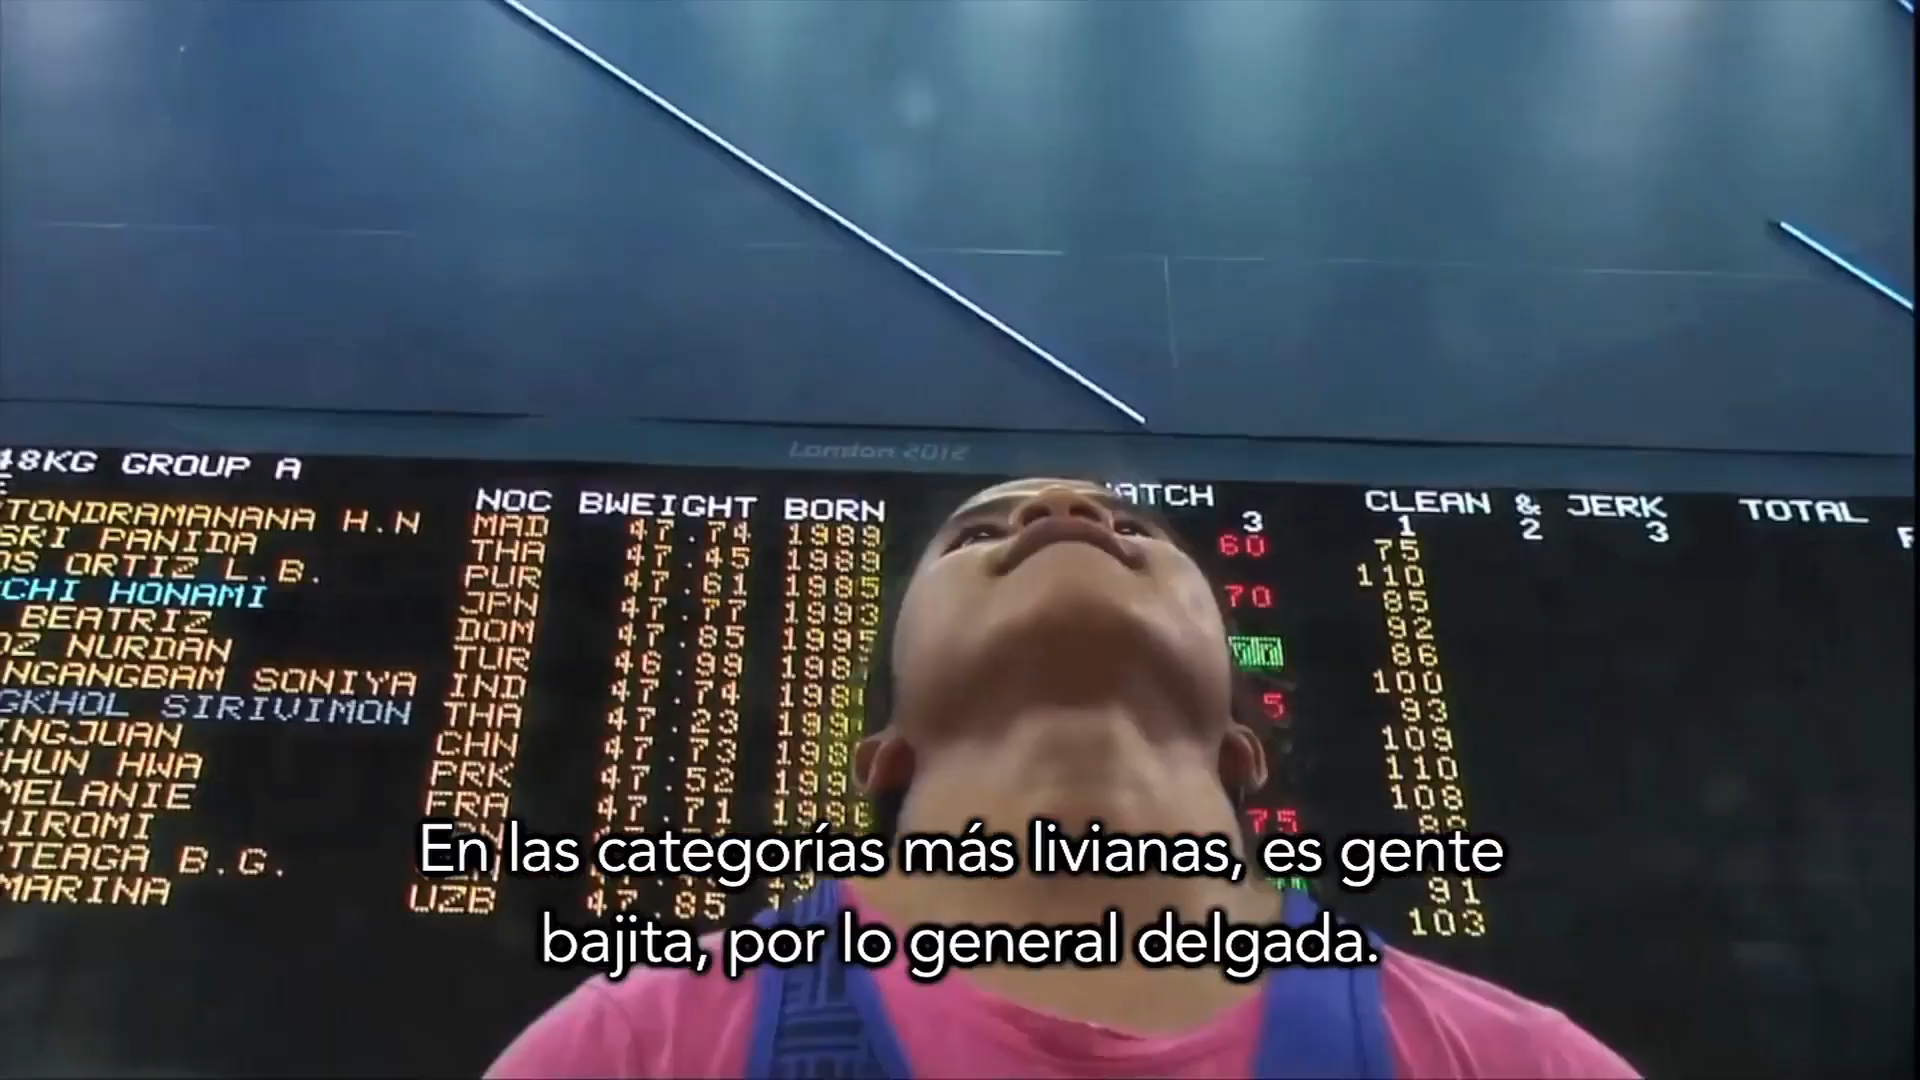 48KG GROUP A
London 2012
NOC BWEIGHT BORN CLEAN & JERK TOTAL
3 1 2 3
TONDRAMANANA H.N MAD 47.74 1989 60 75
SRI PANIDA THA 47.45 1989 110
OS ORTIZ L.B. PUR 47.61 1985 70 85
CHI HONAMI JPN 47.77 1993 92
BEATRIZ DOM 47.85 1995 86
OZ NURDAN TUR 46.99 100
NGANGBAM SONIYA IND 47.74 93
GKHOL SIRIVIMON THA 47.23 109
NGJUAN CHN 47.73 110
HUN HWA PRK 47.52 108
MELANIE FRA 47.71 75
HIROMI
TEAGA B.G. 91
MARINA UZB 47.85 103
En las categorías más livianas, es gente
bajita, por lo general delgada.